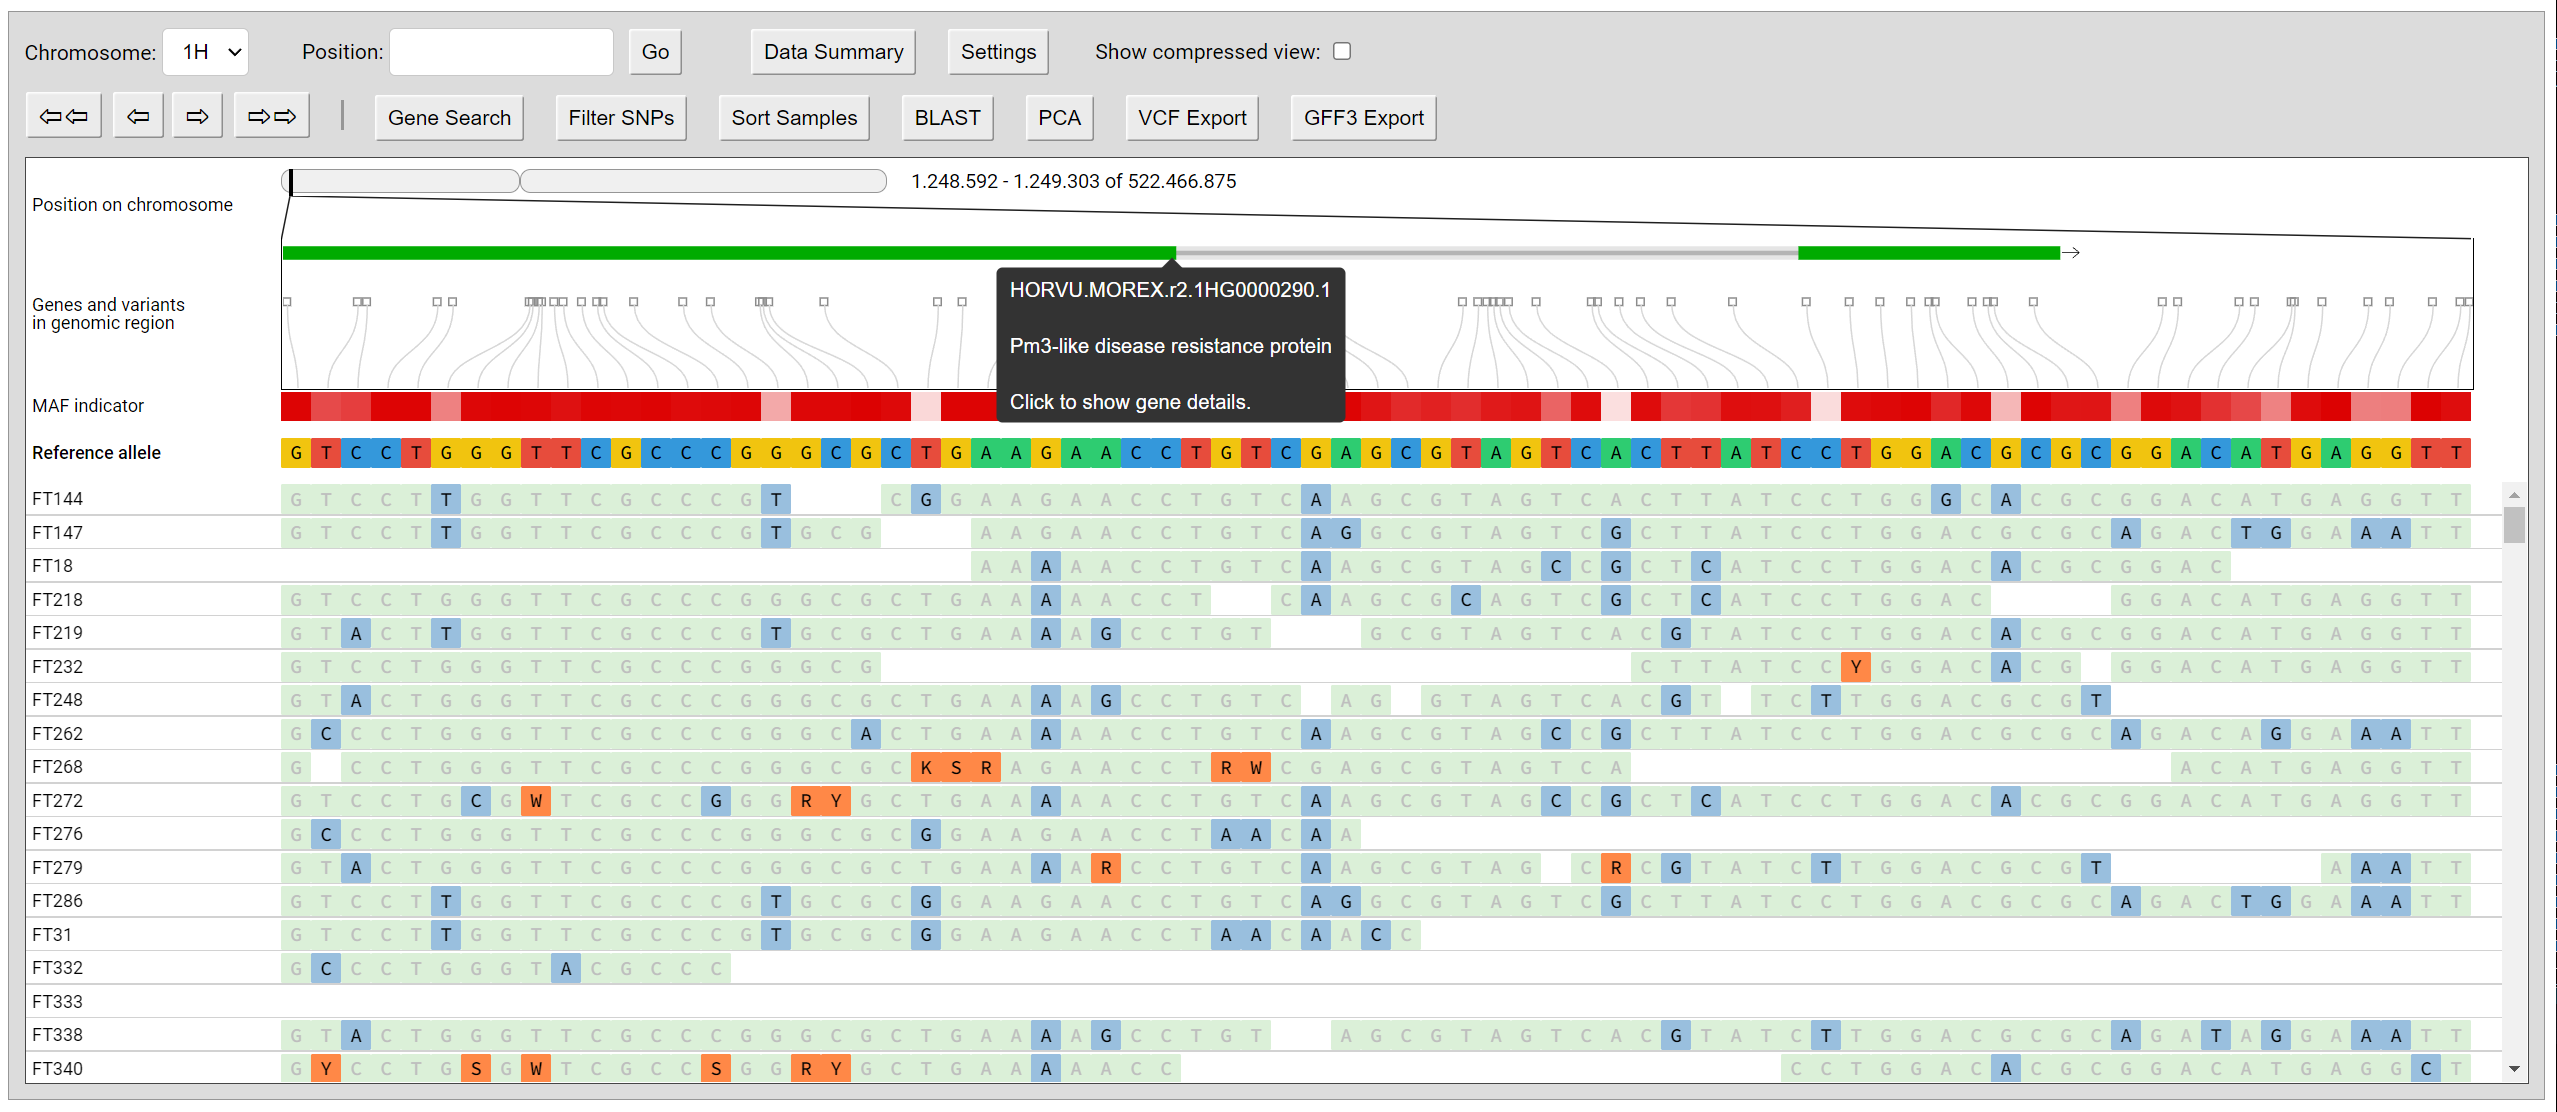 Chromosome: 1H Position: Go Data Summary Settings Show compressed view:
Gene Search Filter SNPs Sort Samples BLAST PCA VCF Export GFF3 Export
1.248.592 - 1.249.303 of 522.466.875
Position on chromosome
HORVU.MOREX.r2.1HG0000290.1
Genes and variants
in genomic region
Pm3-like disease resistance protein
Click to show gene details.
MAF indicator
Reference allele G T C C T G G G T T C G C C C G G G C G C T G A A G A A C C T G T C G A G C G T A G T C A C T T A T C C T G G A C G C G C G G A C A T G A G G T T
FT144 G T C C T T G G T T C G C C C G T C G G A A G A A C C T G T C A A G C G T A G T C A C T T A T C C T G G G C A C G C G G A C A T G A G G T T
FT147 G T C C T T G G T T C G C C C G T G C G A A G A A C C T G T C A G G C G T A G T C G C T T A T C C T G G A C G C G C A G A C T G G A A A T T
FT18 A A A A A C C T G T C A A G C G T A G C C G C T C A T C C T G G A C A C G C G G A C
FT218 G T C C T G G G T T C G C C C G G G C G C T G A A A A A C C T C A A G C G C A G T C G C T C A T C C T G G A C G G A C A T G A G G T T
FT219 G T A C T T G G T T C G C C C G T G C G C T G A A A A G C C T G T G C G T A G T C A C G T A T C C T G G A C A C G C G G A C A T G A G G T T
FT232 G T C C T G G G T T C G C C C G G G C G C T T A T C C Y G G A C A C G G G A C A T G A G G T T
FT248 G T A C T G G G T T C G C C C G G G C G C T G A A A A G C C T G T C A G G T A G T C A C G T T C T T G G A C G C G T
FT262 G C C C T G G G T T C G C C C G G G C A C T G A A A A A C C T G T C A A G C G T A G C C G C T T A T C C T G G A C G C G C A G A C A G G A A A T T
FT268 G C C T G G G T T C G C C C G G G C G C K S R A G A A C C T R W C G A G C G T A G T C A A C A T G A G G T T
FT272 G T C C T G C G W T C G C C G G G R Y G C T G A A A A A C C T G T C A A G C G T A G C C G C T C A T C C T G G A C A C G C G G A C A T G A G G T T
FT276 G C C C T G G G T T C G C C C G G G C G C G G A A G A A C C T A A C A A
FT279 G T A C T G G G T T C G C C C G G G C G C T G A A A A R C C T G T C A A G C G T A G C R C G T A T C T T G G A C G C G T A A A T T
FT286 G T C C T T G G T T C G C C C G T G C G C G G A A G A A C C T G T C A G G C G T A G T C G C T T A T C C T G G A C G C G C A G A C T G G A A A T T
FT31 G T C C T T G G T T C G C C C G T G C G C G G A A G A A C C T A A C A A C C
FT332 G C C C T G G G T A C G C C C
FT333
FT338 G T A C T G G G T T C G C C C G G G C G C T G A A A A G C C T G T A G C G T A G T C A C G T A T C T T G G A C G C G C A G A T A G G A A A T T
FT340 G Y C C T G S G W T C G C C S G G R Y G C T G A A A A A C C C C T G G A C A C G C G G A C A T G A G G C T